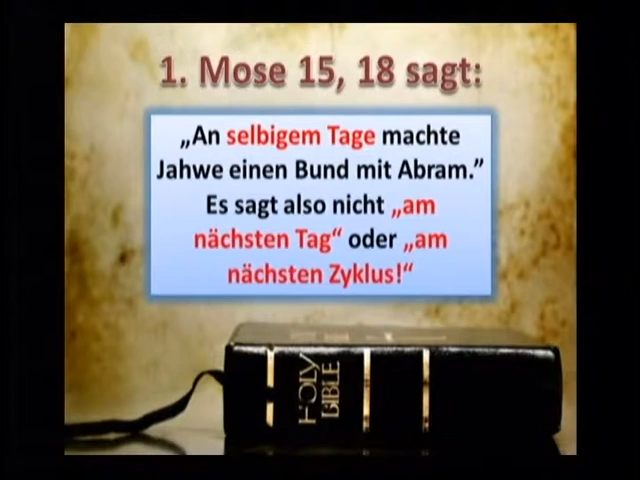 1. Mose 15, 18 sagt:
„An selbigem Tage machte
Jahwe einen Bund mit Abram.”
Es sagt also nicht „am
nächsten Tag“ oder „am
nächsten Zyklus!“
HOLY
BIBLE